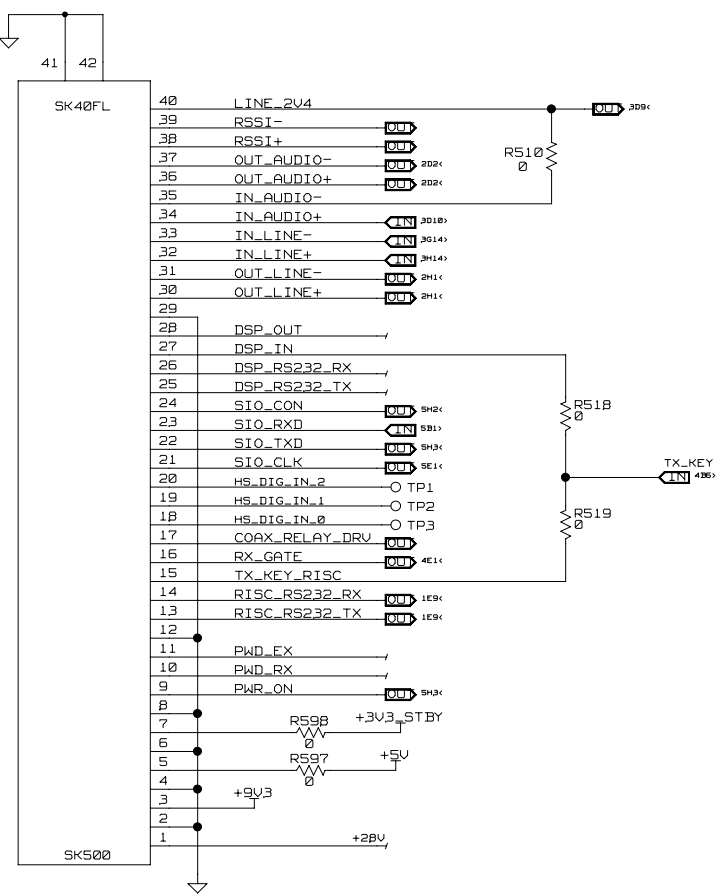 41 42
SK40FL
40 LINE_2V4 OUT 3D9<
39 RSSI- OUT
38 RSSI+ OUT
37 OUT_AUDIO- OUT 2D2<
R510
0
36 OUT_AUDIO+ OUT 2D2<
35 IN_AUDIO-
34 IN_AUDIO+ IN 3D10>
33 IN_LINE- IN 3G14>
32 IN_LINE+ IN 3H14>
31 OUT_LINE- OUT 2H1<
30 OUT_LINE+ OUT 2H1<
29
28 DSP_OUT
27 DSP_IN
26 DSP_RS232_RX
25 DSP_RS232_TX
24 SIO_CON OUT 5H2<
R518
0
23 SIO_RXD IN 5B1>
22 SIO_TXD OUT 5H3<
21 SIO_CLK OUT 5E1<
TX_KEY
IN 4B6>
20 HS_DIG_IN_2 TP1
19 HS_DIG_IN_1 TP2
18 HS_DIG_IN_0 TP3
R519
0
17 COAX_RELAY_DRV OUT
16 RX_GATE OUT 4E1<
15 TX_KEY_RISC
14 RISC_RS232_RX OUT 1E9<
13 RISC_RS232_TX OUT 1E9<
12
11 PWD_EX
10 PWD_RX
9 PWR_ON OUT 5H3<
8
7 R598 +3V3_STBY
0
6
5 R597 +5V
0
4
3 +9V3
2
1 +28V
SK500